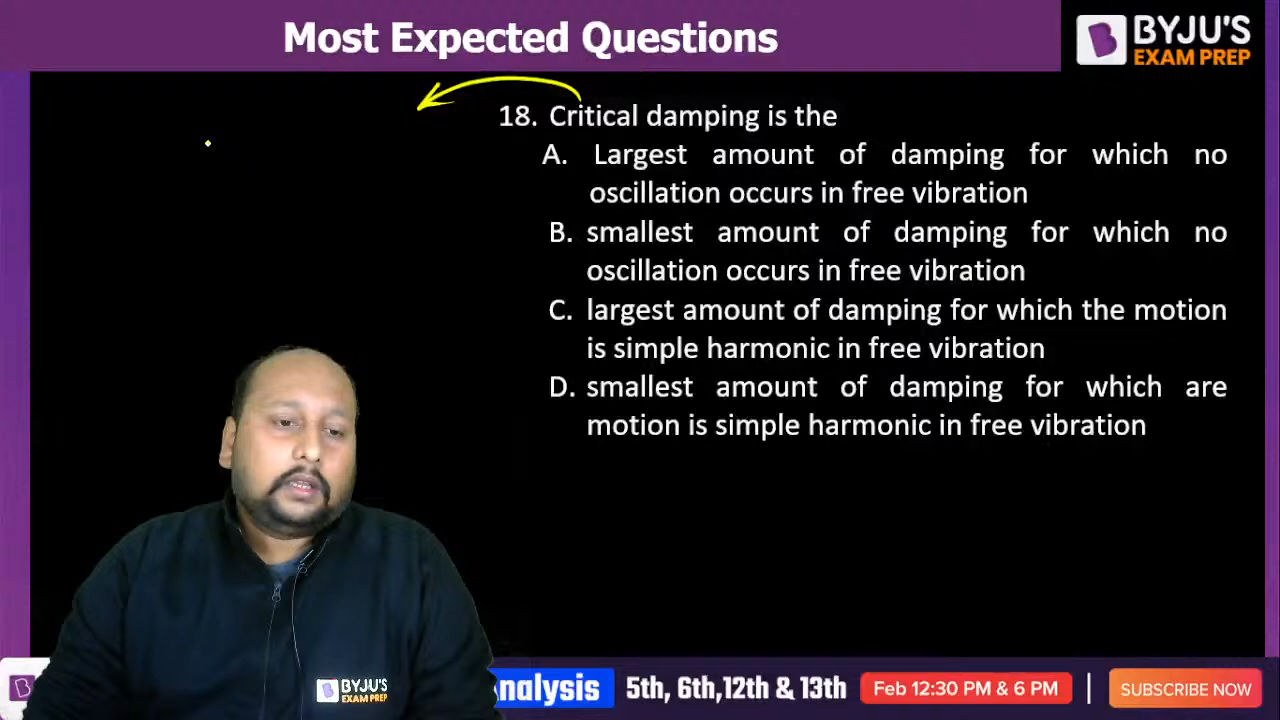 Most Expected Questions
BYJU'S
EXAM PREP
18. Critical damping is the
A. Largest amount of damping for which no
oscillation occurs in free vibration
B. smallest amount of damping for which no
oscillation occurs in free vibration
C. largest amount of damping for which the motion
is simple harmonic in free vibration
D. smallest amount of damping for which are
motion is simple harmonic in free vibration
BYJU'S
EXAM PREP
nalysis 5th, 6th,12th & 13th Feb 12:30 PM & 6 PM SUBSCRIBE NOW